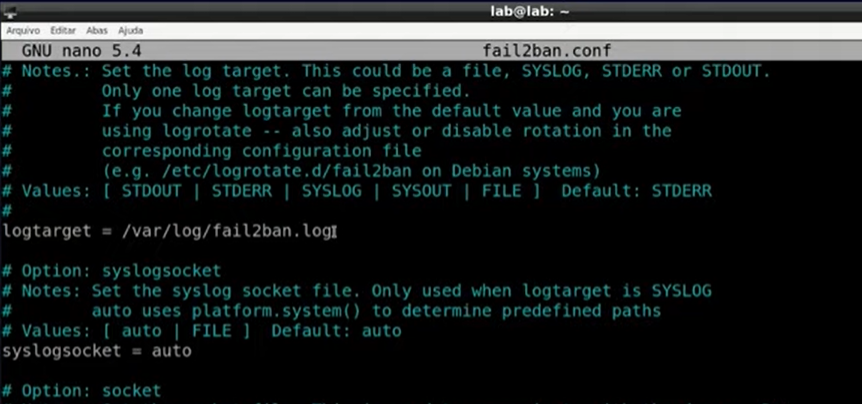 lab@lab: ~
Arquivo Editar Abas Ajuda
GNU nano 5.4 fail2ban.conf
# Notes.: Set the log target. This could be a file, SYSLOG, STDERR or STDOUT.
# Only one log target can be specified.
# If you change logtarget from the default value and you are
# using logrotate -- also adjust or disable rotation in the
# corresponding configuration file
# (e.g. /etc/logrotate.d/fail2ban on Debian systems)
# Values: [ STDOUT | STDERR | SYSLOG | SYSOUT | FILE ] Default: STDERR
#
logtarget = /var/log/fail2ban.log
# Option: syslogsocket
# Notes: Set the syslog socket file. Only used when logtarget is SYSLOG
# auto uses platform.system() to determine predefined paths
# Values: [ auto | FILE ] Default: auto
syslogsocket = auto
# Option: socket